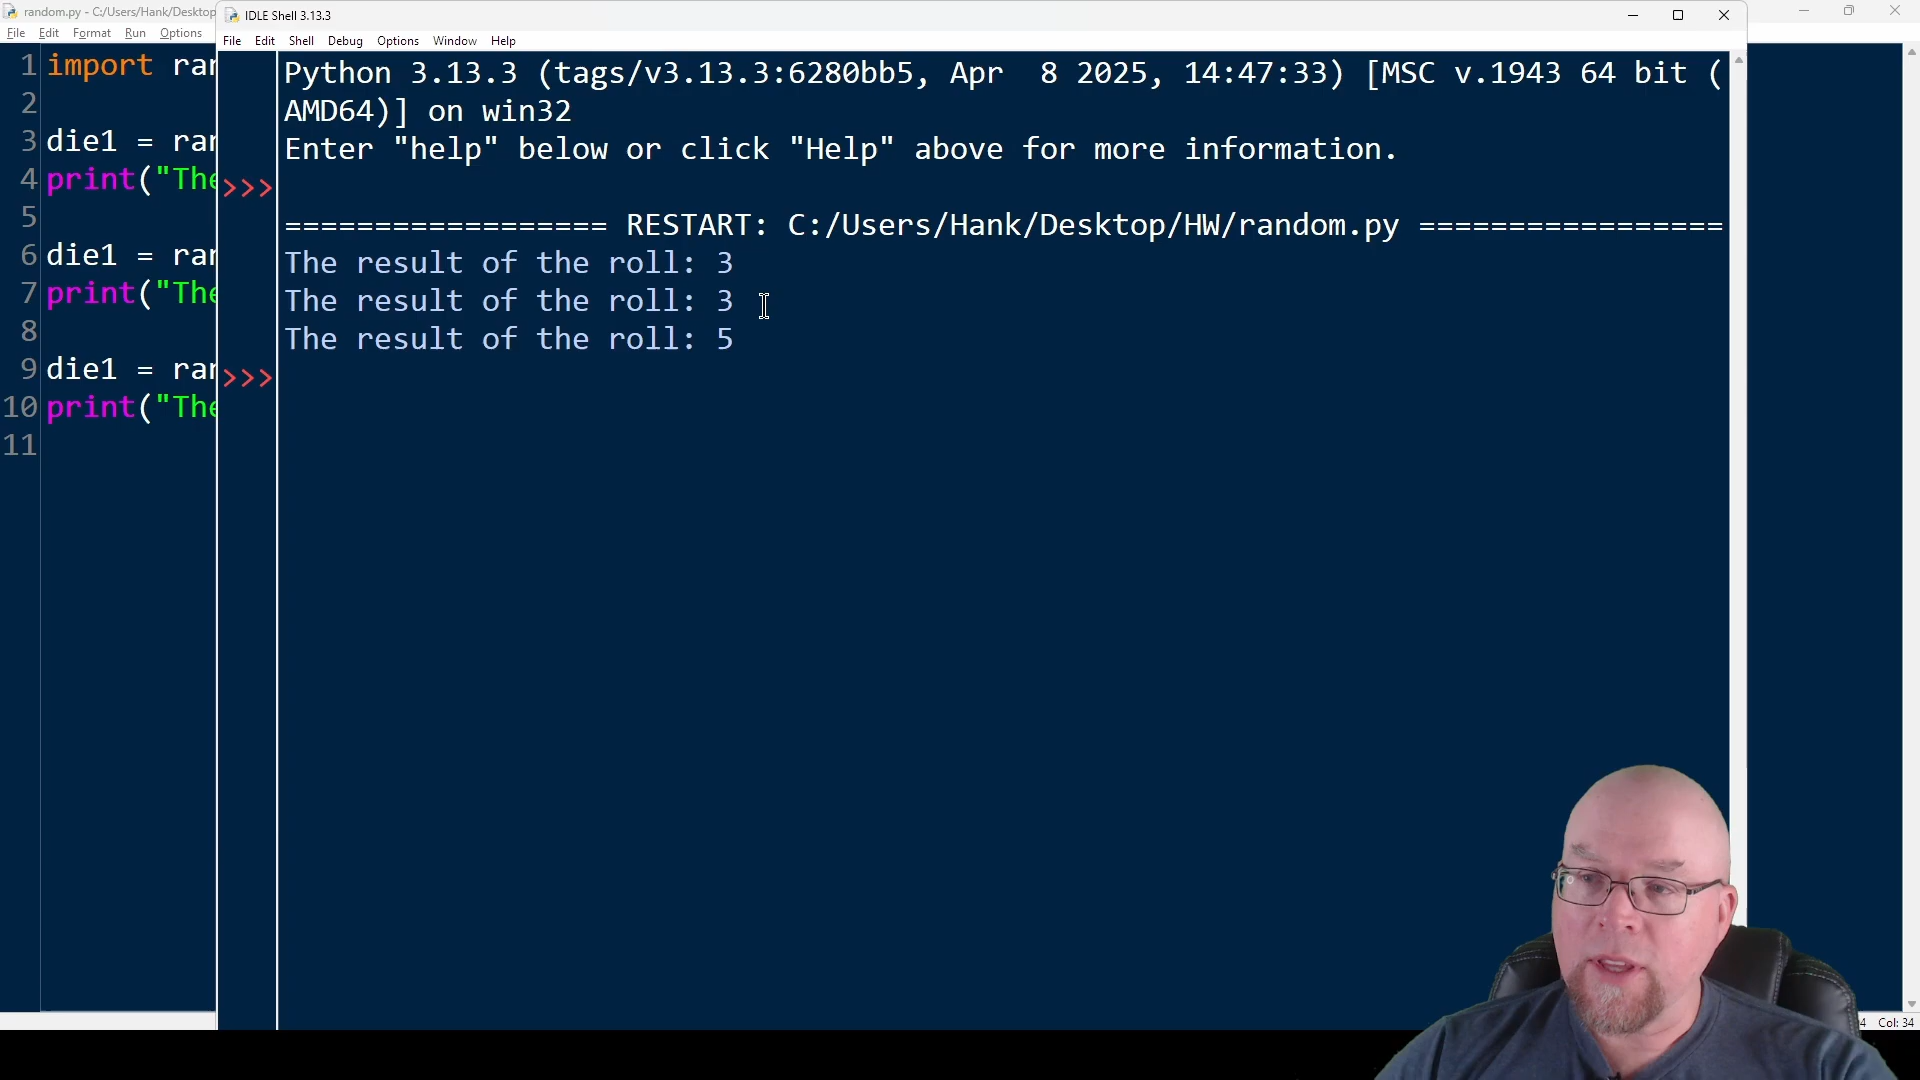 random.py - C:/Users/Hank/Desktop
File Edit Format Run Options
IDLE Shell 3.13.3
File Edit Shell Debug Options Window Help
1 import ran
2
3 die1 = ran
4 print("The
5
6 die1 = ran
7 print("The
8
9 die1 = ran
10 print("The
11
Python 3.13.3 (tags/v3.13.3:6280bb5, Apr  8 2025, 14:47:33) [MSC v.1943 64 bit (
AMD64)] on win32
Enter "help" below or click "Help" above for more information.
>>>
================== RESTART: C:/Users/Hank/Desktop/HW/random.py =================
The result of the roll: 3
The result of the roll: 3
The result of the roll: 5
>>>
Col: 34